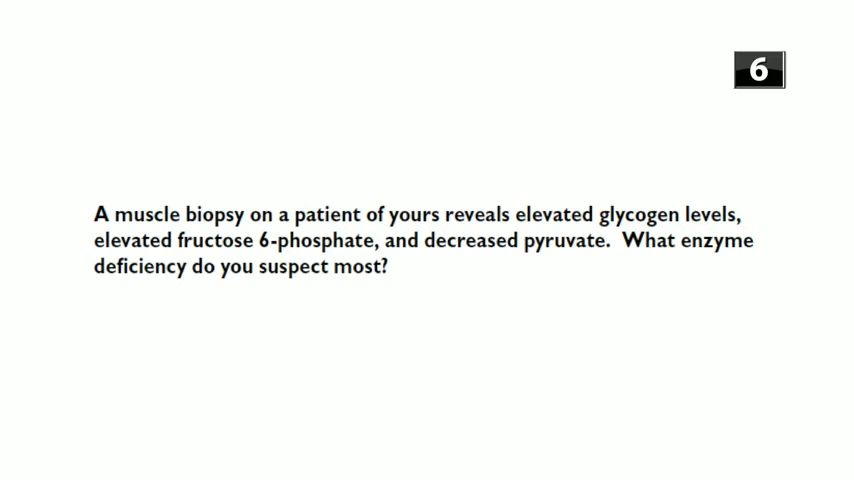 6
A muscle biopsy on a patient of yours reveals elevated glycogen levels,
elevated fructose 6-phosphate, and decreased pyruvate.  What enzyme
deficiency do you suspect most?